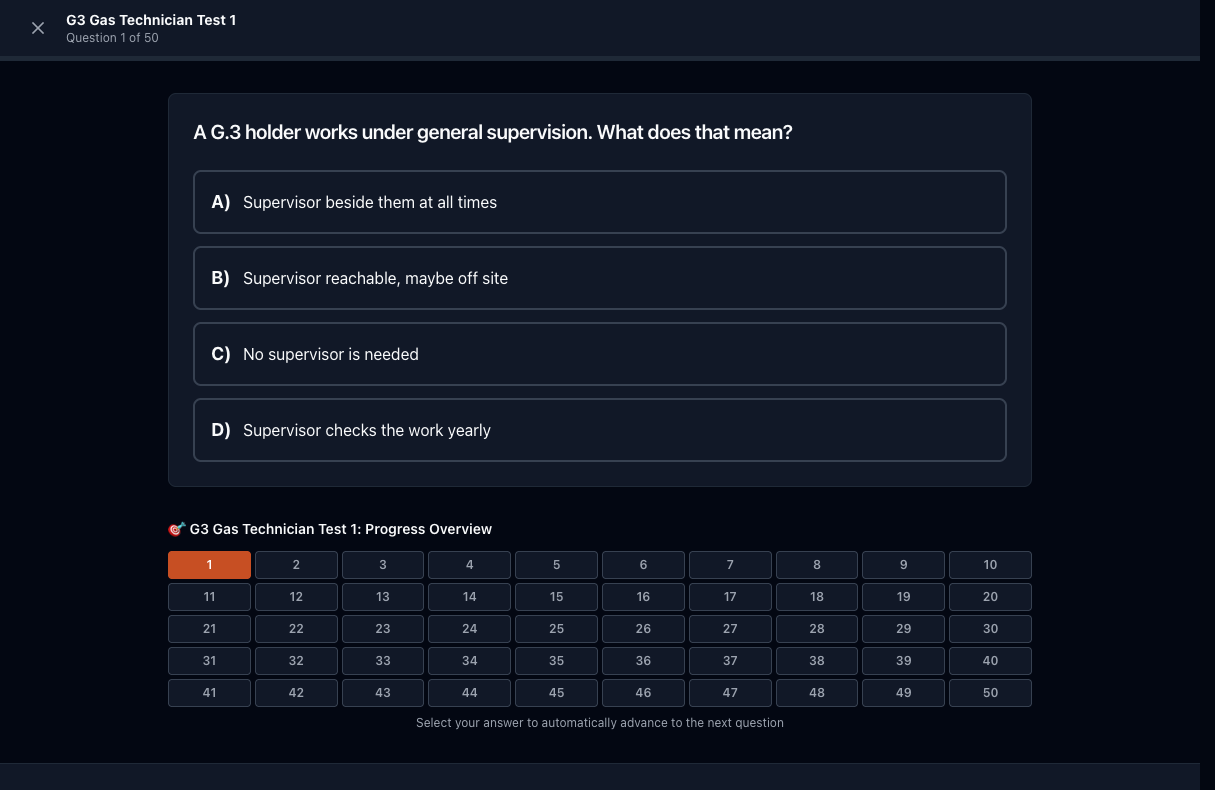 G3 Gas Technician Test 1
Question 1 of 50
A G.3 holder works under general supervision. What does that mean?
A) Supervisor beside them at all times
B) Supervisor reachable, maybe off site
C) No supervisor is needed
D) Supervisor checks the work yearly
🎯 G3 Gas Technician Test 1: Progress Overview
1 2 3 4 5 6 7 8 9 10
11 12 13 14 15 16 17 18 19 20
21 22 23 24 25 26 27 28 29 30
31 32 33 34 35 36 37 38 39 40
41 42 43 44 45 46 47 48 49 50
Select your answer to automatically advance to the next question